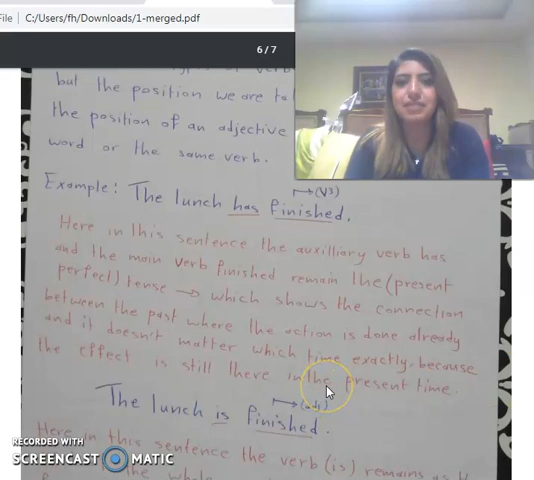 File C:/Users/fh/Downloads/1-merged.pdf
6/7
but the position we are
the position of an adjective
word or the same verb.
(V3)
Example: The lunch has finished.
Here in this sentence the auxilliary verb has
and the main verb finished remain the (present
perfect) tense → which shows the connection
between the past where the action is done already
and it doesn't matter which time exactly, because
the effect is still there in the present time.
(adj)
The lunch is finished.
Here in this sentence the verb (is) remains as
the whole
RECORDED WITH
SCREENCAST MATIC